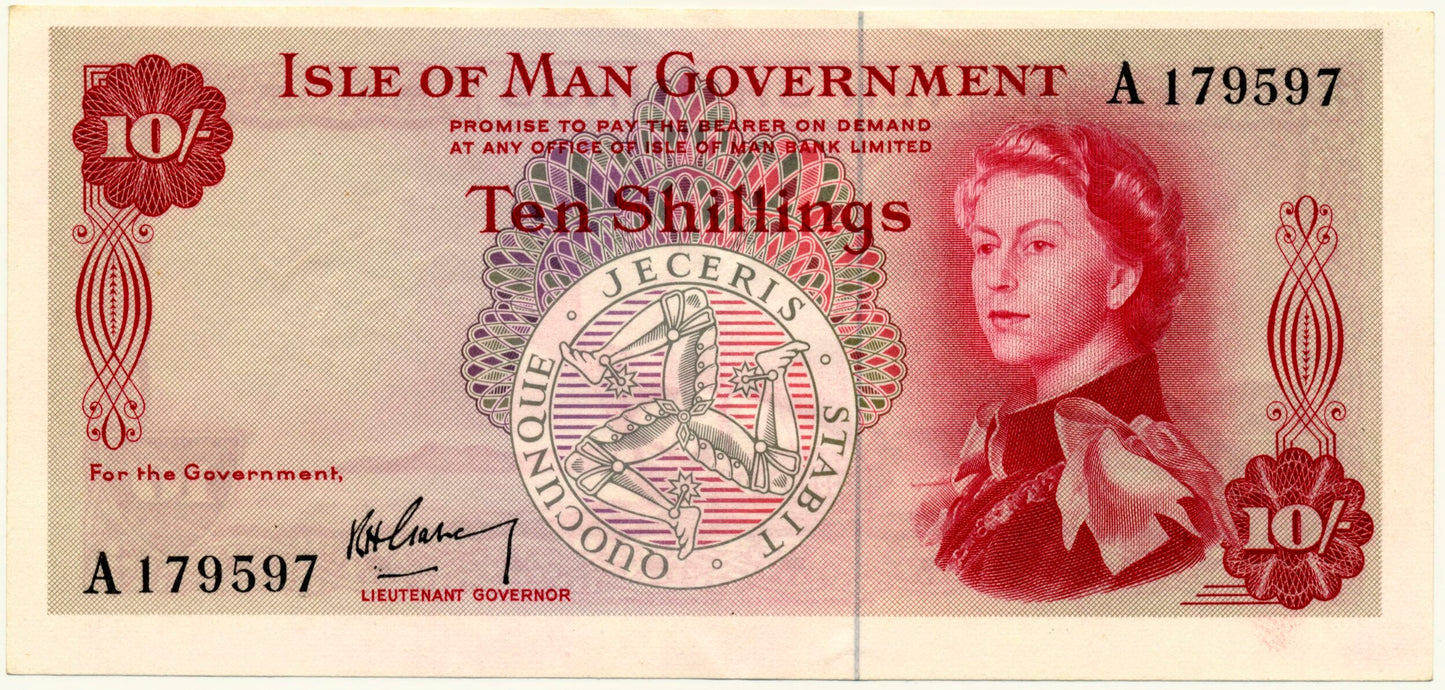 ISLE OF MAN GOVERNMENT
A 179597
10/-
PROMISE TO PAY THE BEARER ON DEMAND
AT ANY OFFICE OF ISLE OF MAN BANK LIMITED
Ten Shillings
QUOCUNQUE JECERIS STABIT
For the Government,
A 179597
LIEUTENANT GOVERNOR
10/-